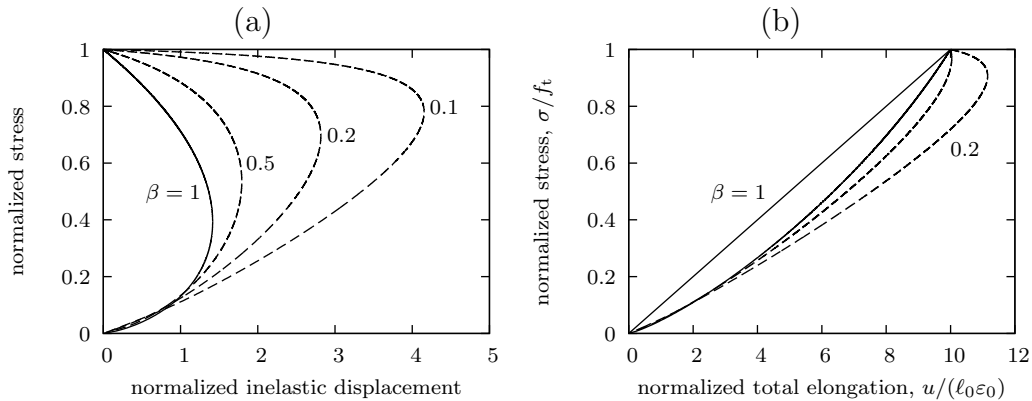 (a)
normalized stress
1
0.8
0.6
0.4
0.2
0
0 1 2 3 4 5
normalized inelastic displacement
β = 1
0.5
0.2
0.1
(b)
normalized stress, σ/fₜ
1
0.8
0.6
0.4
0.2
0
0 2 4 6 8 10 12
normalized total elongation, u/(ℓ₀ε₀)
β = 1
0.2